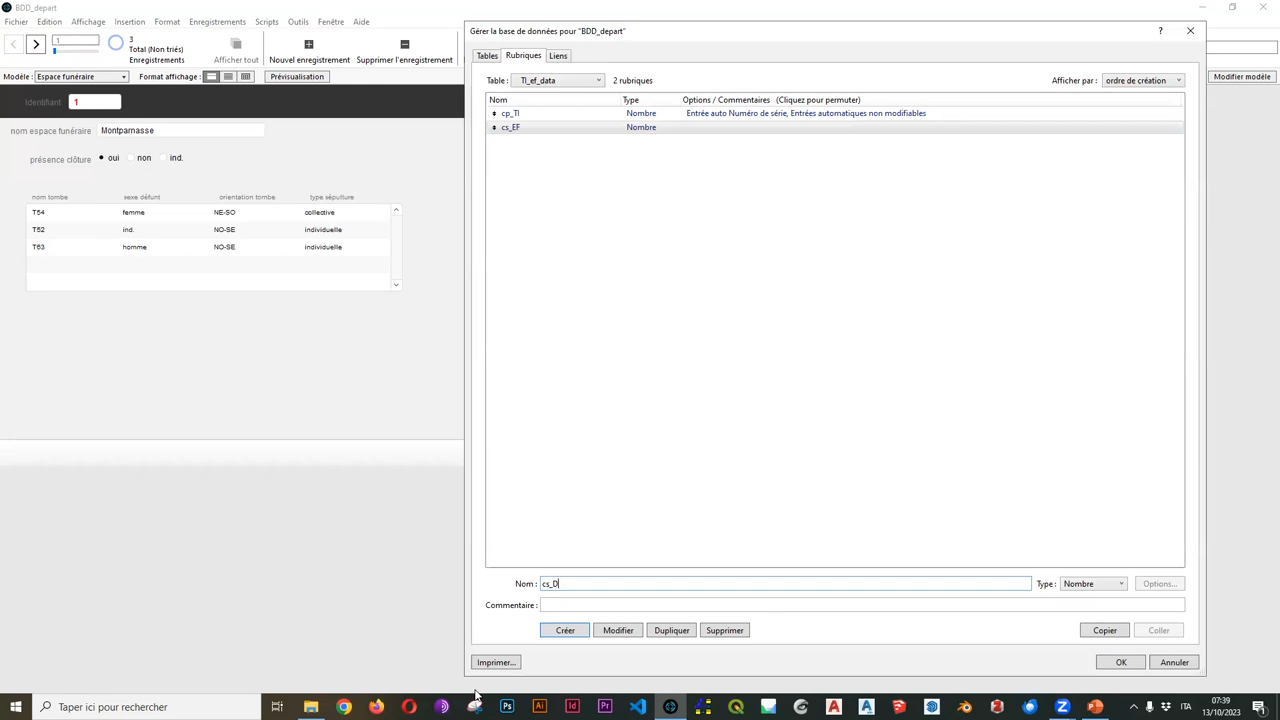 BDD_depart
Fichier Edition Affichage Insertion Format Enregistrements Scripts Outils Fenêtre Aide
1
3
Total (Non triés)
Enregistrements
Afficher tout
Nouvel enregistrement
Supprimer l'enregistrement
Modèle : Espace funéraire
Format affichage :
Prévisualisation
Modifier modèle
Identifiant 1
nom espace funéraire Montparnasse
présence clôture oui non ind.
nom tombe sexe défunt orientation tombe type sépulture
T54 femme NE-SO collective
T52 ind. NO-SE individuelle
T63 homme NO-SE individuelle
Gérer la base de données pour "BDD_depart"
Tables Rubriques Liens
Table : TI_ef_data 2 rubriques
Afficher par : ordre de création
Nom Type Options / Commentaires (Cliquez pour permuter)
cp_TI Nombre Entrée auto Numéro de série, Entrées automatiques non modifiables
cs_EF Nombre
Nom : cs_D
Type : Nombre
Options...
Commentaire :
Créer Modifier Dupliquer Supprimer Copier Coller
Imprimer... OK Annuler
Taper ici pour rechercher
Ps Ai Id Pr
ITA
07:39
13/10/2023